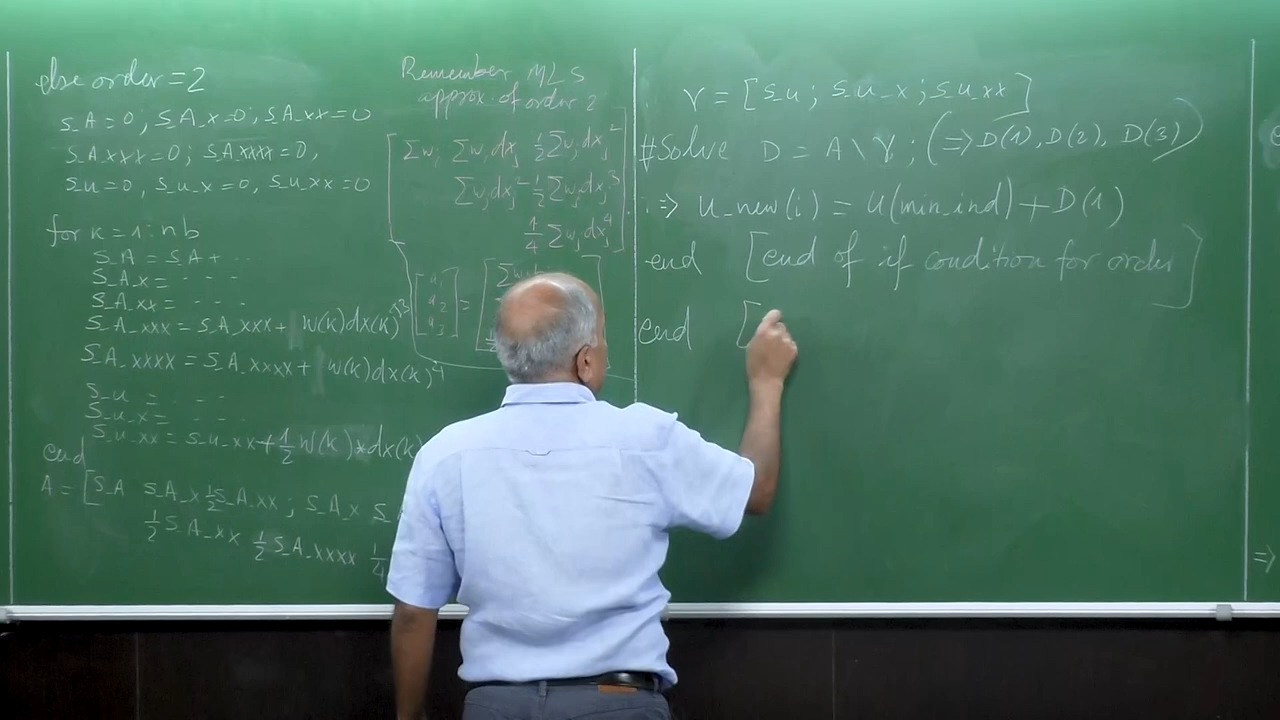 else order = 2
S_A = 0 ; S_A_x = 0 ; S_A_xx = 0
S_A_xxx = 0 ; S_A_xxxx = 0 ,
S_u = 0 , S_u_x = 0 , S_u_xx = 0
for k = 1 : nb
S_A = S_A + ..
S_A_x = - - - -
S_A_xx = - - - -
S_A_xxx = S_A_xxx + w(k)dx(k)^3
S_A_xxxx = S_A_xxxx + w(k)dx(k)^4
S_u = - - -
S_u_x = - - - -
S_u_xx = S_u_xx + 1/2 W(k) * dx(k)
end
A = [S_A S_A_x 1/2 S_A_xx ; S_A_x S_
1/2 S_A_xx 1/2 S_A_xxxx 1/4
Remember MLS
approx. of order 2
Σw_j Σw_j dx_j 1/2 Σw_j dx_j^2
Σw_j dx_j^2 1/2 Σw_j dx_j^3
1/4 Σw_j dx_j^4
r = [S_u ; S_u_x ; S_u_xx]
#Solve D = A \ r ; (=> D(1), D(2), D(3))
=> U_new(i) = U(min_ind) + D(1)
end [end of if condition for order]
end [
=>